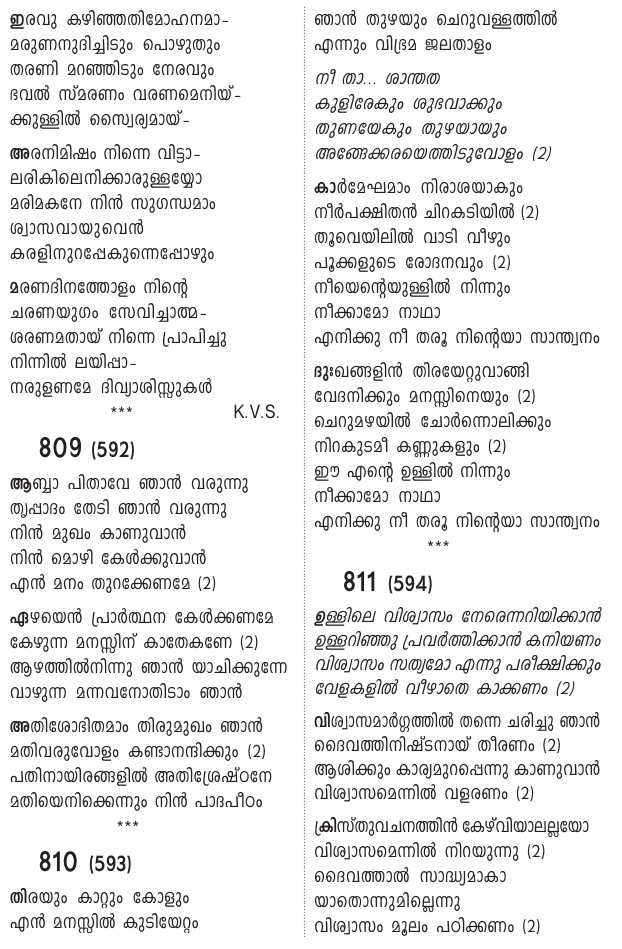 ഇരവു കഴിഞ്ഞതിമോഹനമാ-
മരുണനുദിച്ചിടും പൊഴുതും
തരണി മറഞ്ഞിടും നേരവും
ഭവൽ സ്മരണം വരണമെനിയ്-
ക്കുള്ളിൽ സ്വൈര്യമായ്-
അരനിമിഷം നിന്നെ വിട്ടാ-
ലരികിലെനിക്കാരുള്ളയ്യോ
മരിമകനേ നിൻ സുഗന്ധമാം
ശ്വാസവായുവെൻ
കരളിനുറപ്പേകുന്നെപ്പോഴും
മരണദിനത്തോളം നിന്റെ
ചരണയുഗം സേവിച്ചാത്മ-
ശരണമതായ് നിന്നെ പ്രാപിച്ചു
നിന്നിൽ ലയിപ്പാ-
നരുളണമേ ദിവ്യാശിസ്സുകൾ
*** K.V.S.
809 (592)
ആബ്ബാ പിതാവേ ഞാൻ വരുന്നു
തൃപ്പാദം തേടി ഞാൻ വരുന്നു
നിൻ മുഖം കാണുവാൻ
നിൻ മൊഴി കേൾക്കുവാൻ
എൻ മനം തുറക്കേണമേ (2)
ഏഴയെൻ പ്രാർത്ഥന കേൾക്കണമേ
കേഴുന്ന മനസ്സിന് കാതേകണേ (2)
ആഴത്തിൽനിന്നു ഞാൻ യാചിക്കുന്നേ
വാഴുന്ന മന്നവനോതിടാം ഞാൻ
അതിശോഭിതമാം തിരുമുഖം ഞാൻ
മതിവരുവോളം കണ്ടാനന്ദിക്കും (2)
പതിനായിരങ്ങളിൽ അതിശ്രേഷ്ഠനേ
മതിയെനിക്കെന്നും നിൻ പാദപീഠം
***
810 (593)
തിരയും കാറ്റും കോളും
എൻ മനസ്സിൽ കുടിയേറ്റം
ഞാൻ തുഴയും ചെറുവള്ളത്തിൽ
എന്നും വിഭ്രമ ജലതാളം
നീ താ... ശാന്തത
കുളിരേകും ശുഭവാക്കും
തുണയേകും തുഴയായും
അങ്ങേക്കരയെത്തിടുവോളം (2)
കാർമേഘമാം നിരാശയാകും
നീർപക്ഷിതൻ ചിറകടിയിൽ (2)
തൂവെയിലിൽ വാടി വീഴും
പൂക്കളുടെ രോദനവും (2)
നീയെന്റെയുള്ളിൽ നിന്നും
നീക്കാമോ നാഥാ
എനിക്കു നീ തരൂ നിന്റെയാ സാന്ത്വനം
ദുഃഖങ്ങളിൻ തിരയേറ്റുവാങ്ങി
വേദനിക്കും മനസ്സിനെയും (2)
ചെറുമഴയിൽ ചോർന്നൊലിക്കും
നിറകുടമീ കണ്ണുകളും (2)
ഈ എന്റെ ഉള്ളിൽ നിന്നും
നീക്കാമോ നാഥാ
എനിക്കു നീ തരൂ നിന്റെയാ സാന്ത്വനം
***
811 (594)
ഉള്ളിലെ വിശ്വാസം നേരെന്നറിയിക്കാൻ
ഉള്ളറിഞ്ഞു പ്രവർത്തിക്കാൻ കനിയണം
വിശ്വാസം സത്യമോ എന്നു പരീക്ഷിക്കും
വേളകളിൽ വീഴാതെ കാക്കണം (2)
വിശ്വാസമാർഗ്ഗത്തിൽ തന്നെ ചരിച്ചു ഞാൻ
ദൈവത്തിനിഷ്ടനായ് തീരണം (2)
ആശിക്കും കാര്യമുറപ്പെന്നു കാണുവാൻ
വിശ്വാസമെന്നിൽ വളരണം (2)
ക്രിസ്തുവചനത്തിൻ കേഴ്‌വിയാലല്ലയോ
വിശ്വാസമെന്നിൽ നിറയുന്നു (2)
ദൈവത്താൽ സാദ്ധ്യമാകാ
യാതൊന്നുമില്ലെന്നു
വിശ്വാസം മൂലം പഠിക്കണം (2)